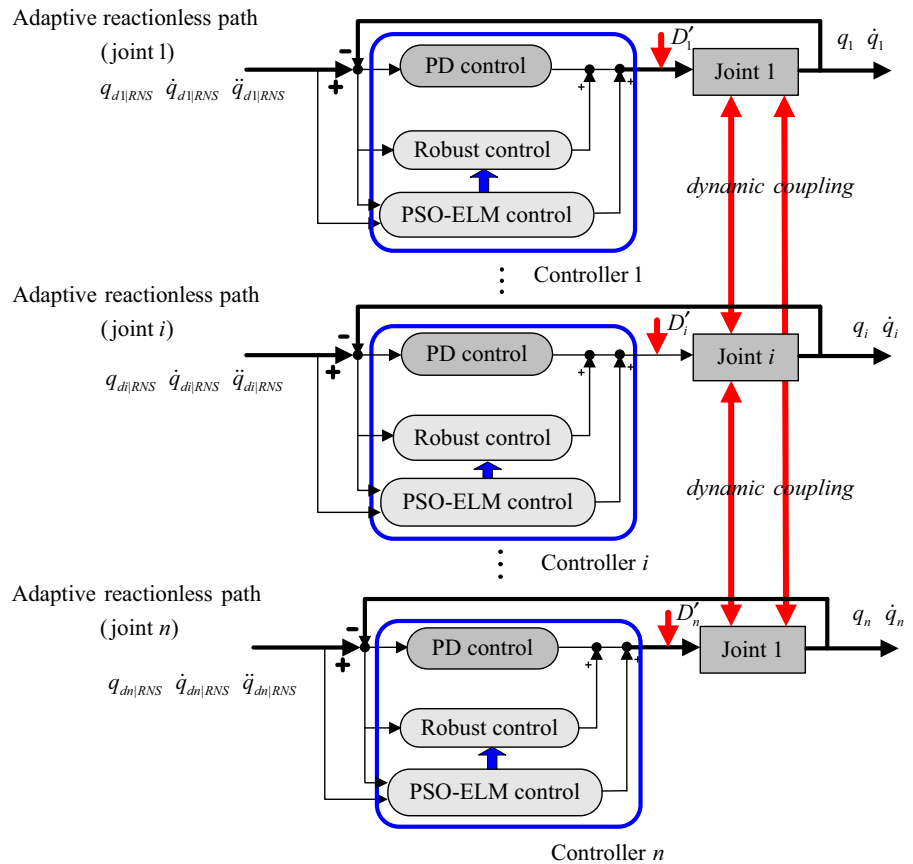 Adaptive reactionless path
(joint 1)
q_{d1|RNS} q̇_{d1|RNS} q̈_{d1|RNS}
−
+
PD control
Robust control
PSO-ELM control
+
+
D′_1
Joint 1
q_1 q̇_1
dynamic coupling
⋮
Controller 1
Adaptive reactionless path
(joint i)
q_{di|RNS} q̇_{di|RNS} q̈_{di|RNS}
−
+
PD control
Robust control
PSO-ELM control
+
+
D′_i
Joint i
q_i q̇_i
dynamic coupling
⋮
Controller i
Adaptive reactionless path
(joint n)
q_{dn|RNS} q̇_{dn|RNS} q̈_{dn|RNS}
−
+
PD control
Robust control
PSO-ELM control
+
+
D′_n
Joint 1
q_n q̇_n
Controller n